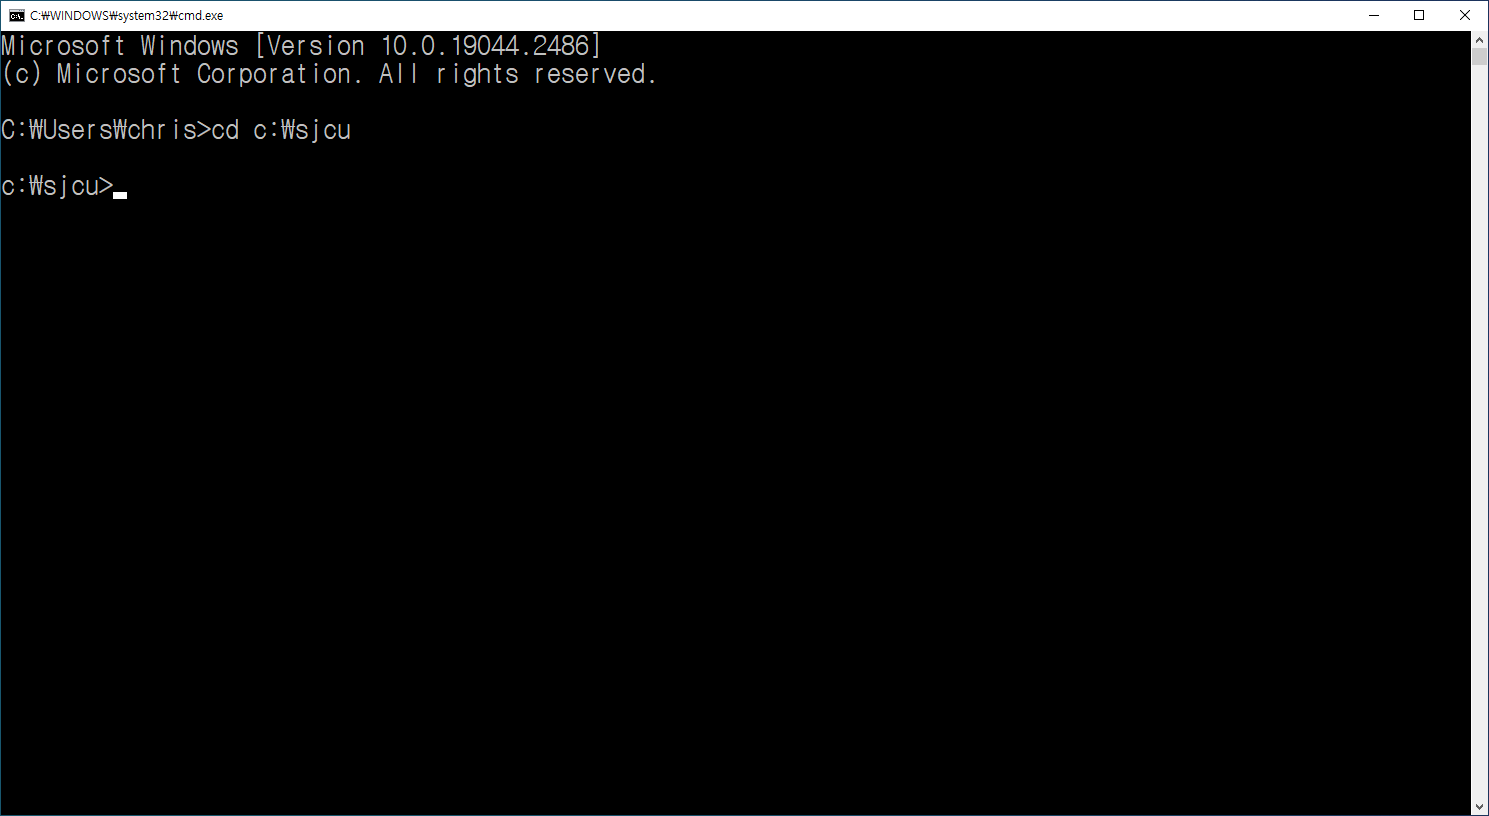 C:₩WINDOWS₩system32₩cmd.exe
Microsoft Windows [Version 10.0.19044.2486]
(c) Microsoft Corporation. All rights reserved.
C:₩Users₩chris>cd c:₩sjcu
c:₩sjcu>